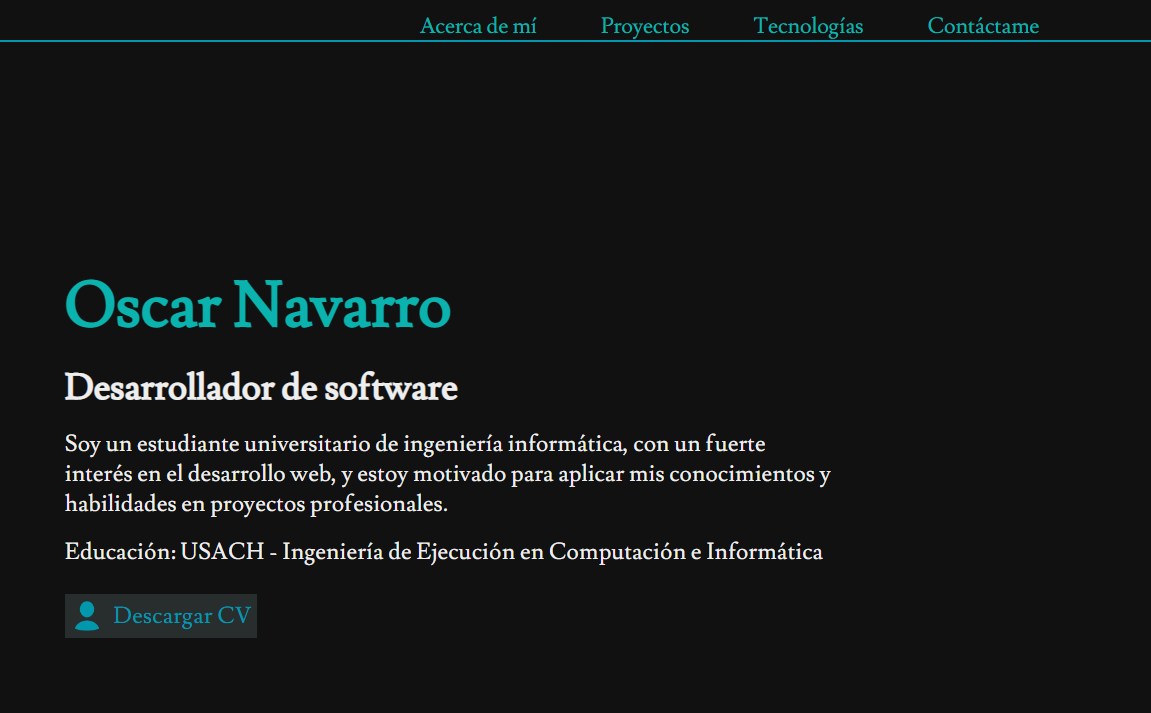 Acerca de mí Proyectos Tecnologías Contáctame
Oscar Navarro
Desarrollador de software
Soy un estudiante universitario de ingeniería informática, con un fuerte
interés en el desarrollo web, y estoy motivado para aplicar mis conocimientos y
habilidades en proyectos profesionales.
Educación: USACH - Ingeniería de Ejecución en Computación e Informática
Descargar CV